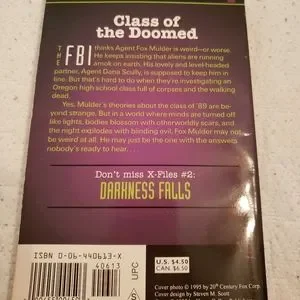 Class of
the Doomed
THE FBI thinks Agent Fox Mulder is weird—or worse.
He keeps insisting that aliens are running
amok on earth. His lovely and level-headed
partner, Agent Dana Scully, is supposed to keep him in
line. But that's hard to do when they're investigating an
Oregon high school class full of corpses and the walking
dead.
Yes, Mulder's theories about the class of '89 are be-
yond strange. But in a world where minds are turned off
like lights, bodies blossom with otherworldly scars, and
the night explodes with blinding evil, Fox Mulder may not
be weird at all. He may just be the one with the answers
nobody's ready to hear....
Don't miss X-Files #2:
DARKNESS FALLS
ISBN 0-06-440613-X
40613
UPC
U.S. $4.50
CAN. $6.50
Cover photo © 1995 by 20th Century Fox Corp.
Cover design by Steven M. Scott